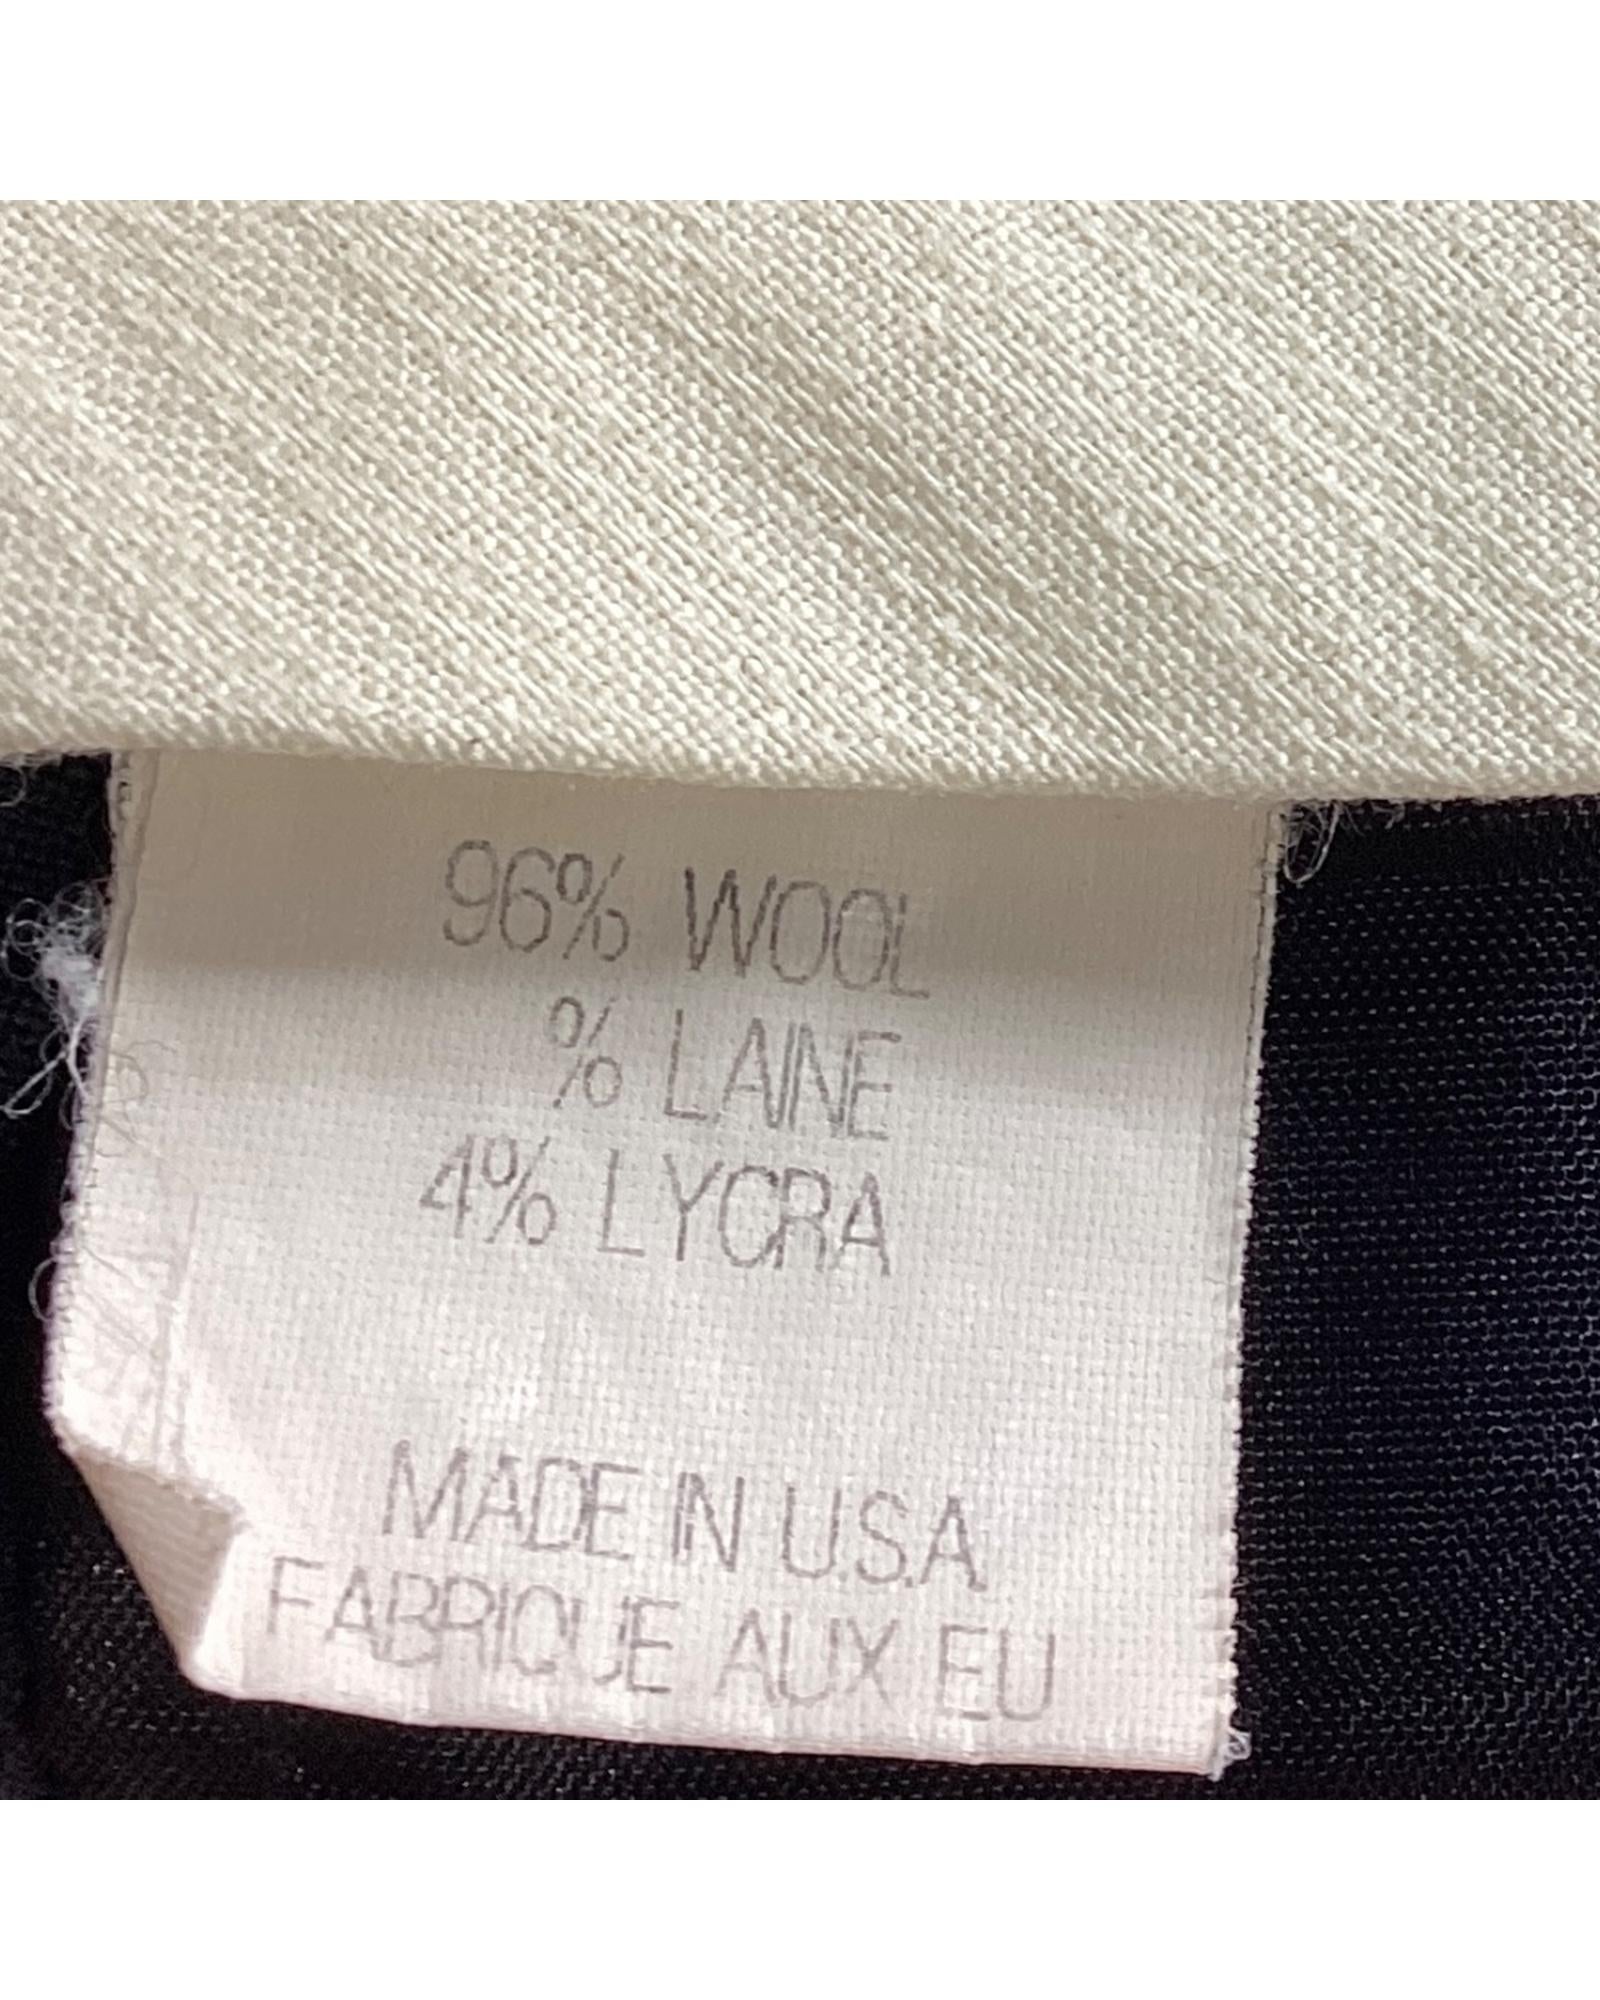 96% WOOL
% LAINE
4% LYCRA
MADE IN U.S.A
FABRIQUE AUX EU